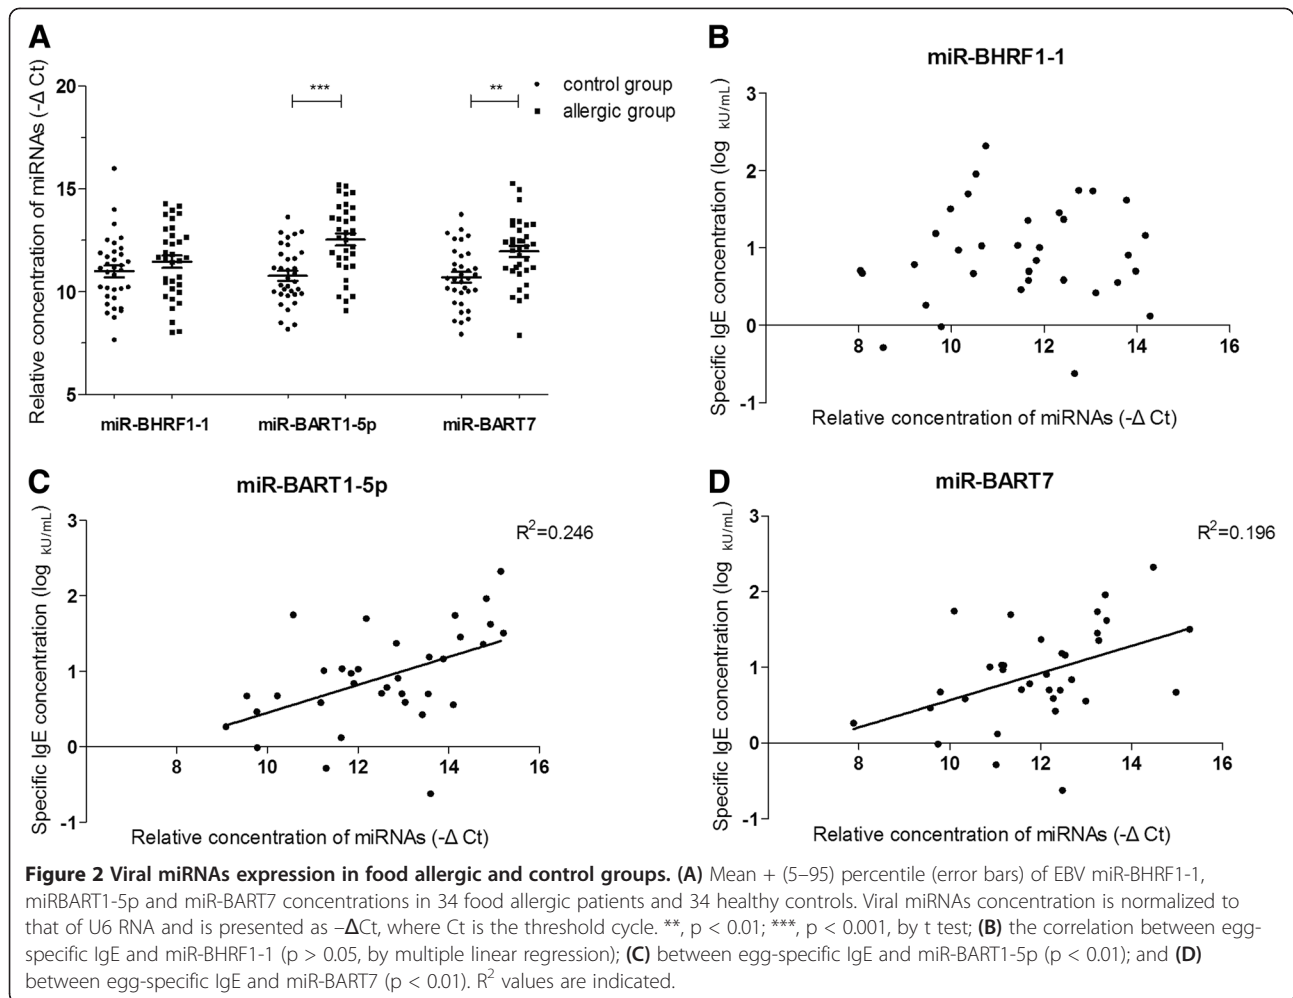 A
Relative concentration of miRNAs (-Δ Ct)
20
15
10
5
***
**
control group
allergic group
miR-BHRF1-1
miR-BART1-5p
miR-BART7
B
miR-BHRF1-1
Specific IgE concentration (log kU/mL)
3
2
1
0
-1
8
10
12
14
16
Relative concentration of miRNAs (-Δ Ct)
C
miR-BART1-5p
R²=0.246
Specific IgE concentration (log kU/mL)
3
2
1
0
-1
8
10
12
14
16
Relative concentration of miRNAs (-Δ Ct)
D
miR-BART7
R²=0.196
Specific IgE concentration (log kU/mL)
3
2
1
0
-1
8
10
12
14
16
Relative concentration of miRNAs (-Δ Ct)
Figure 2 Viral miRNAs expression in food allergic and control groups. (A) Mean + (5–95) percentile (error bars) of EBV miR-BHRF1-1,
miRBART1-5p and miR-BART7 concentrations in 34 food allergic patients and 34 healthy controls. Viral miRNAs concentration is normalized to
that of U6 RNA and is presented as –ΔCt, where Ct is the threshold cycle. **, p < 0.01; ***, p < 0.001, by t test; (B) the correlation between egg-
specific IgE and miR-BHRF1-1 (p > 0.05, by multiple linear regression); (C) between egg-specific IgE and miR-BART1-5p (p < 0.01); and (D)
between egg-specific IgE and miR-BART7 (p < 0.01). R² values are indicated.